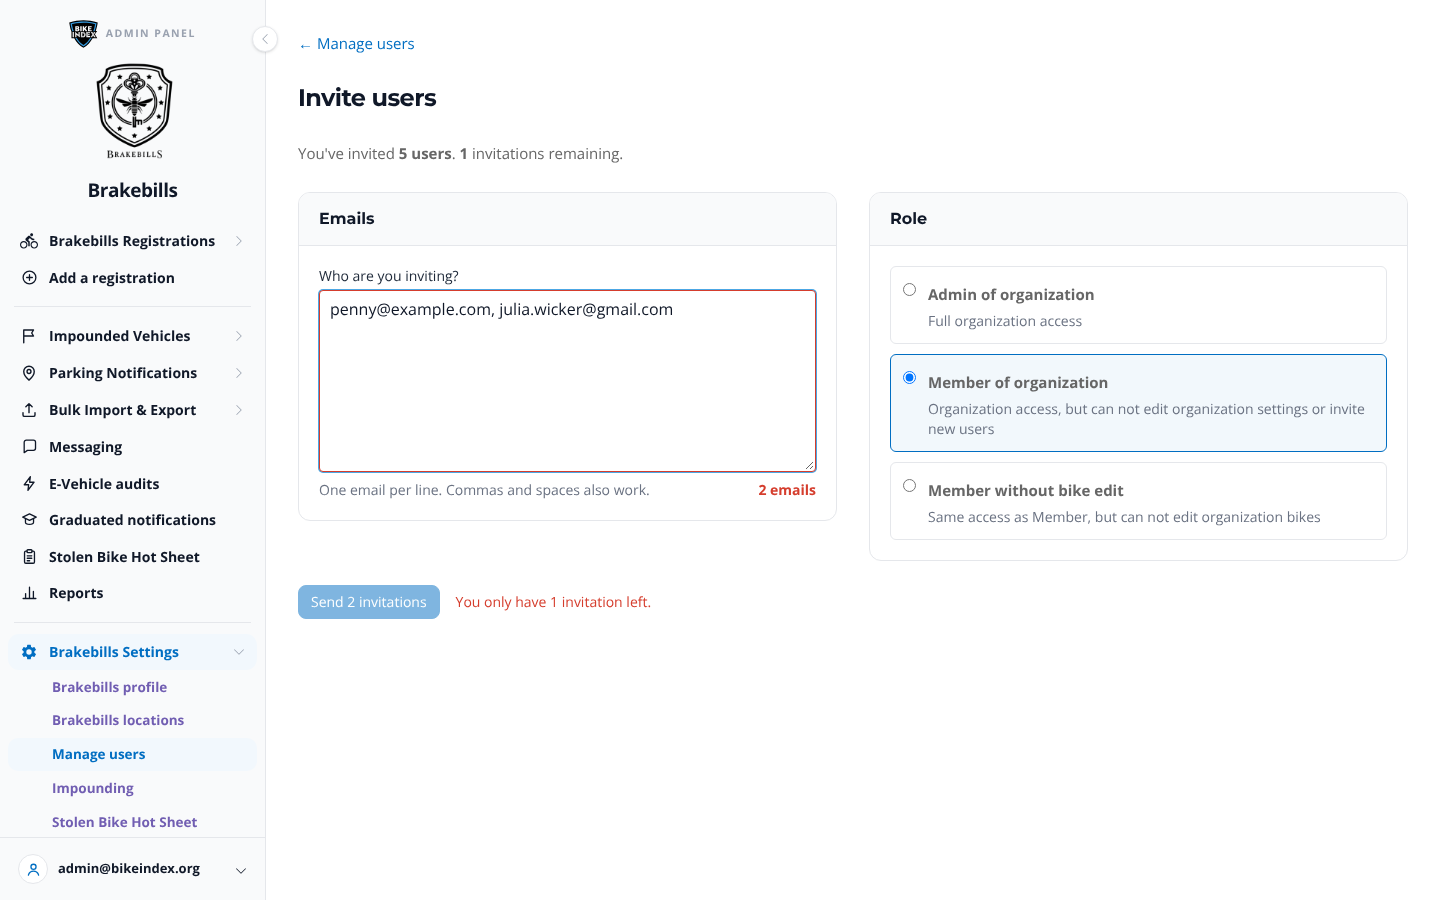 BIKE
INDEX
ADMIN PANEL
BRAKEBILLS
Brakebills
Brakebills Registrations
Add a registration
Impounded Vehicles
Parking Notifications
Bulk Import & Export
Messaging
E-Vehicle audits
Graduated notifications
Stolen Bike Hot Sheet
Reports
Brakebills Settings
Brakebills profile
Brakebills locations
Manage users
Impounding
Stolen Bike Hot Sheet
admin@bikeindex.org
← Manage users
Invite users
You've invited 5 users. 1 invitations remaining.
Emails
Who are you inviting?
penny@example.com, julia.wicker@gmail.com
One email per line. Commas and spaces also work.
2 emails
Role
Admin of organization
Full organization access
Member of organization
Organization access, but can not edit organization settings or invite
new users
Member without bike edit
Same access as Member, but can not edit organization bikes
Send 2 invitations
You only have 1 invitation left.